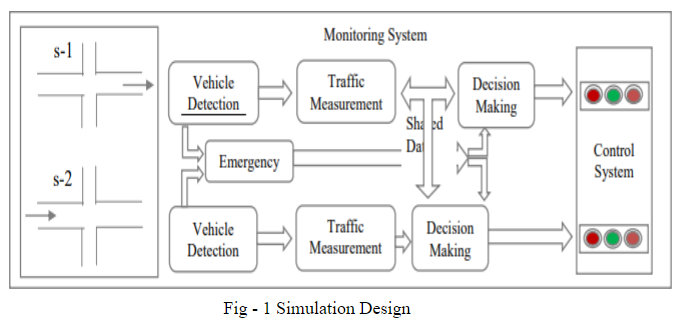 Monitoring System
s-1
Vehicle
Detection
Traffic
Measurement
Decision
Making
Shared
Data
Emergency
Control
System
s-2
Vehicle
Detection
Traffic
Measurement
Decision
Making
Fig - 1 Simulation Design